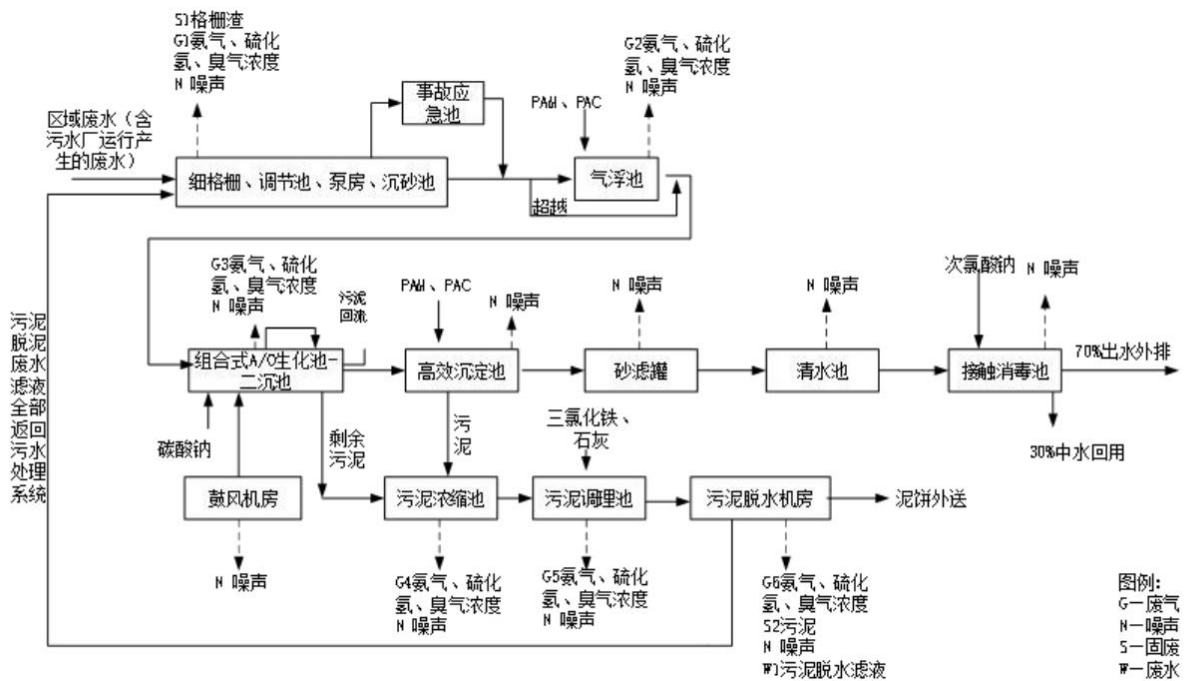 S1格栅渣
G1氨气、硫化
氢、臭气浓度
N 噪声
G2氨气、硫化
氢、臭气浓度
N 噪声
事故应
急池
PAM、PAC
区域废水（含
污水厂运行产
生的废水）
细格栅、调节池、泵房、沉砂池
气浮池
超越
G3氨气、硫化
氢、臭气浓度
N 噪声
污泥
回流
PAM、PAC
N 噪声
N 噪声
N 噪声
次氯酸钠
N 噪声
组合式A/O生化池-
二沉池
高效沉淀池
砂滤罐
清水池
接触消毒池
70%出水外排
30%中水回用
污泥
脱泥
废水
滤液
全部
返回
污水
处理
系统
碳酸钠
剩余
污泥
污
泥
三氯化铁、
石灰
鼓风机房
污泥浓缩池
污泥调理池
污泥脱水机房
泥饼外送
N 噪声
G4氨气、硫化
氢、臭气浓度
N 噪声
G5氨气、硫化
氢、臭气浓度
N 噪声
G6氨气、硫化
氢、臭气浓度
S2污泥
N 噪声
W1污泥脱水滤液
图例：
G—废气
N—噪声
S—固废
W—废水